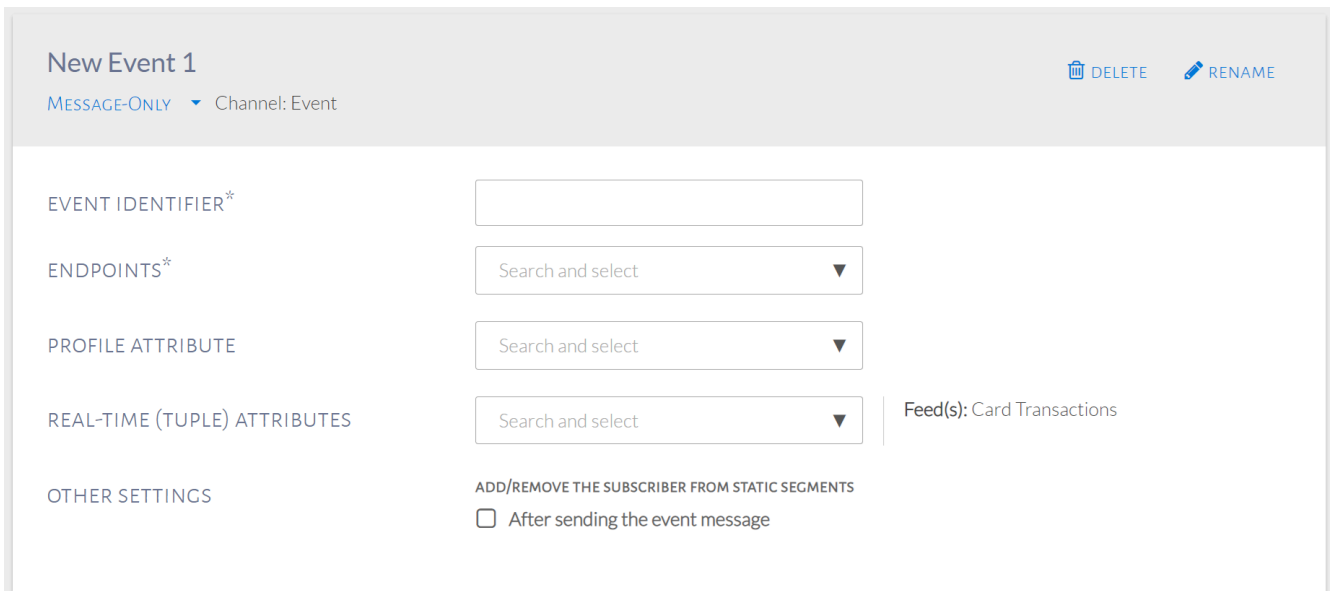 New Event 1
DELETE
RENAME
Message-Only Channel: Event
EVENT IDENTIFIER*
ENDPOINTS*
Search and select
PROFILE ATTRIBUTE
Search and select
REAL-TIME (TUPLE) ATTRIBUTES
Search and select
Feed(s): Card Transactions
OTHER SETTINGS
ADD/REMOVE THE SUBSCRIBER FROM STATIC SEGMENTS
After sending the event message